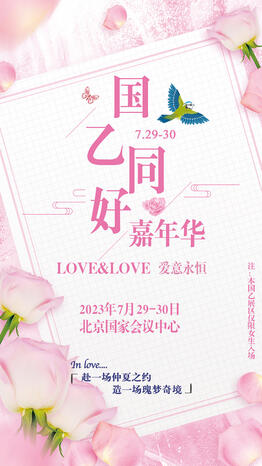 国乙同好
7.29-30
嘉年华
LOVE&LOVE 爱意永恒
2023年7月29-30日
北京国家会议中心
注：本国乙展区仅限女生入场
In love....
「赴一场仲夏之约
造一场瑰梦奇境」